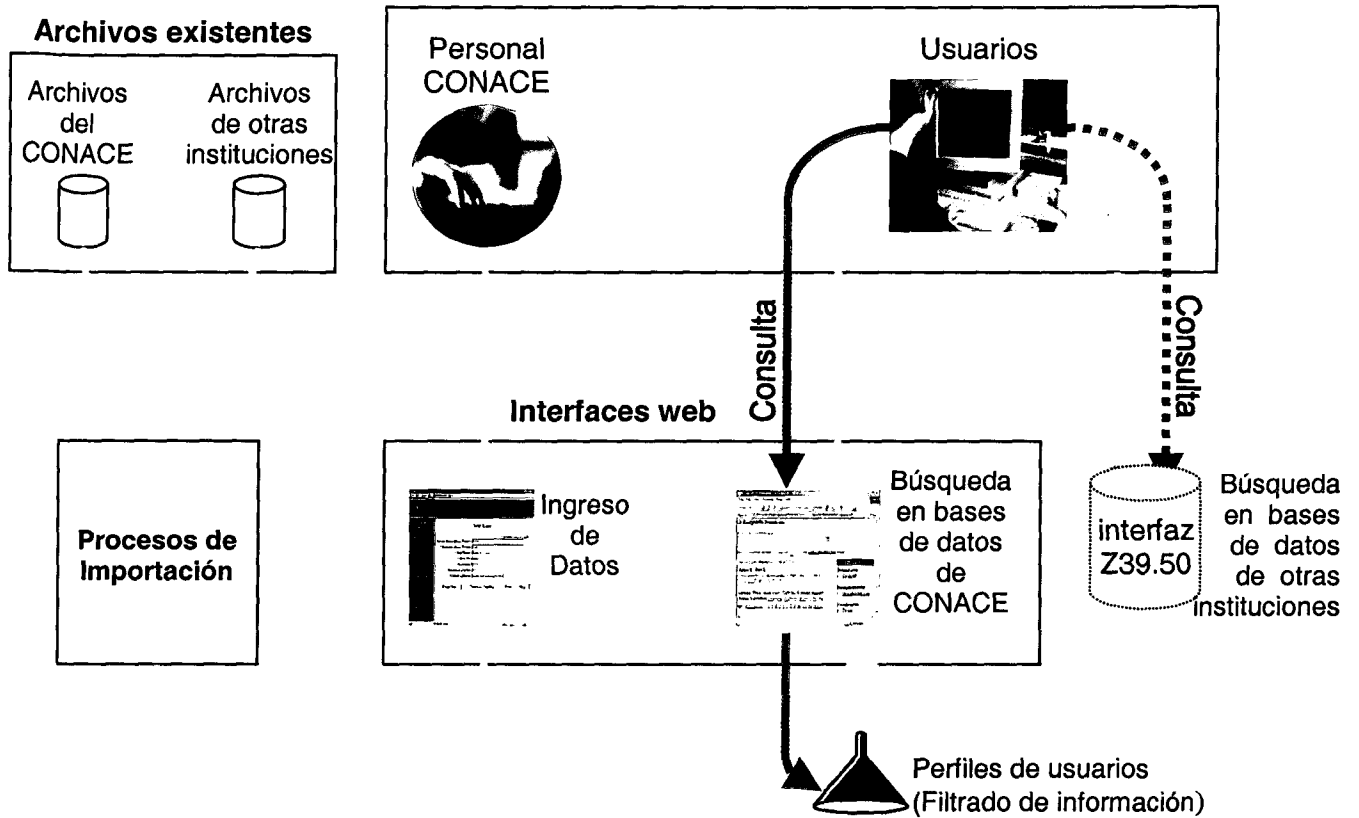 Archivos existentes
Archivos
del
CONACE
Archivos
de otras
instituciones
Personal
CONACE
Usuarios
Consulta
Consulta
Interfaces web
Procesos de
Importación
Ingreso
de
Datos
Búsqueda
en bases
de datos
de
CONACE
interfaz
Z39.50
Búsqueda
en bases
de datos
de otras
instituciones
Perfiles de usuarios
(Filtrado de información)